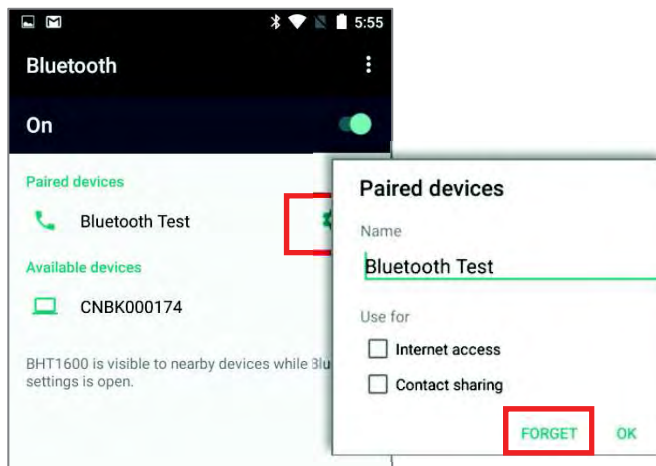 5:55
Bluetooth
On
Paired devices
Bluetooth Test
Available devices
CNBK000174
BHT1600 is visible to nearby devices while Blu
settings is open.
Paired devices
Name
Bluetooth Test
Use for
Internet access
Contact sharing
FORGET OK